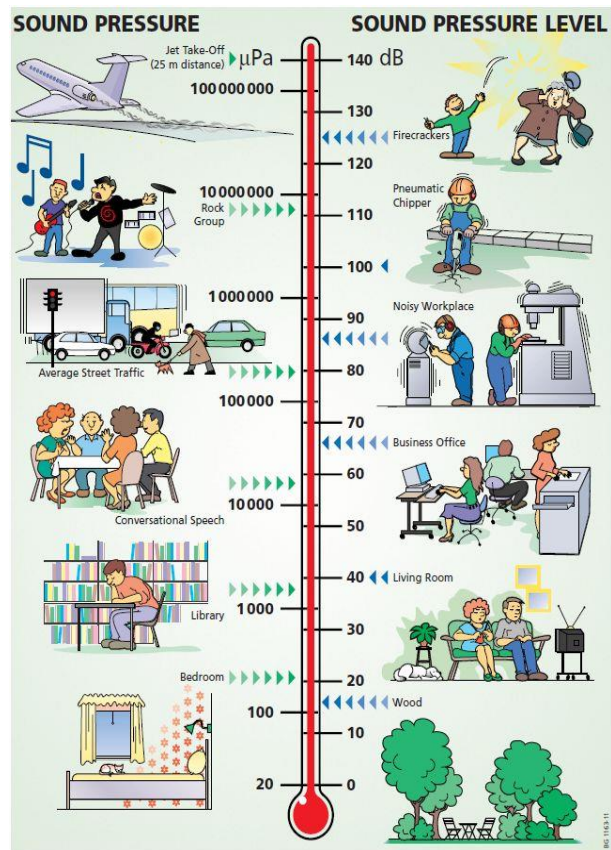 SOUND PRESSURE
SOUND PRESSURE LEVEL
Jet Take-Off
(25 m distance)
µPa
140 dB
100 000 000
130
Firecrackers
120
10 000 000
Pneumatic
Chipper
Rock
Group
110
100
1 000 000
90
Noisy Workplace
Average Street Traffic
80
100 000
70
Business Office
60
10 000
Conversational Speech
50
40
Living Room
1000
Library
30
Bedroom
20
Wood
100
10
20
0
BG 1163-11